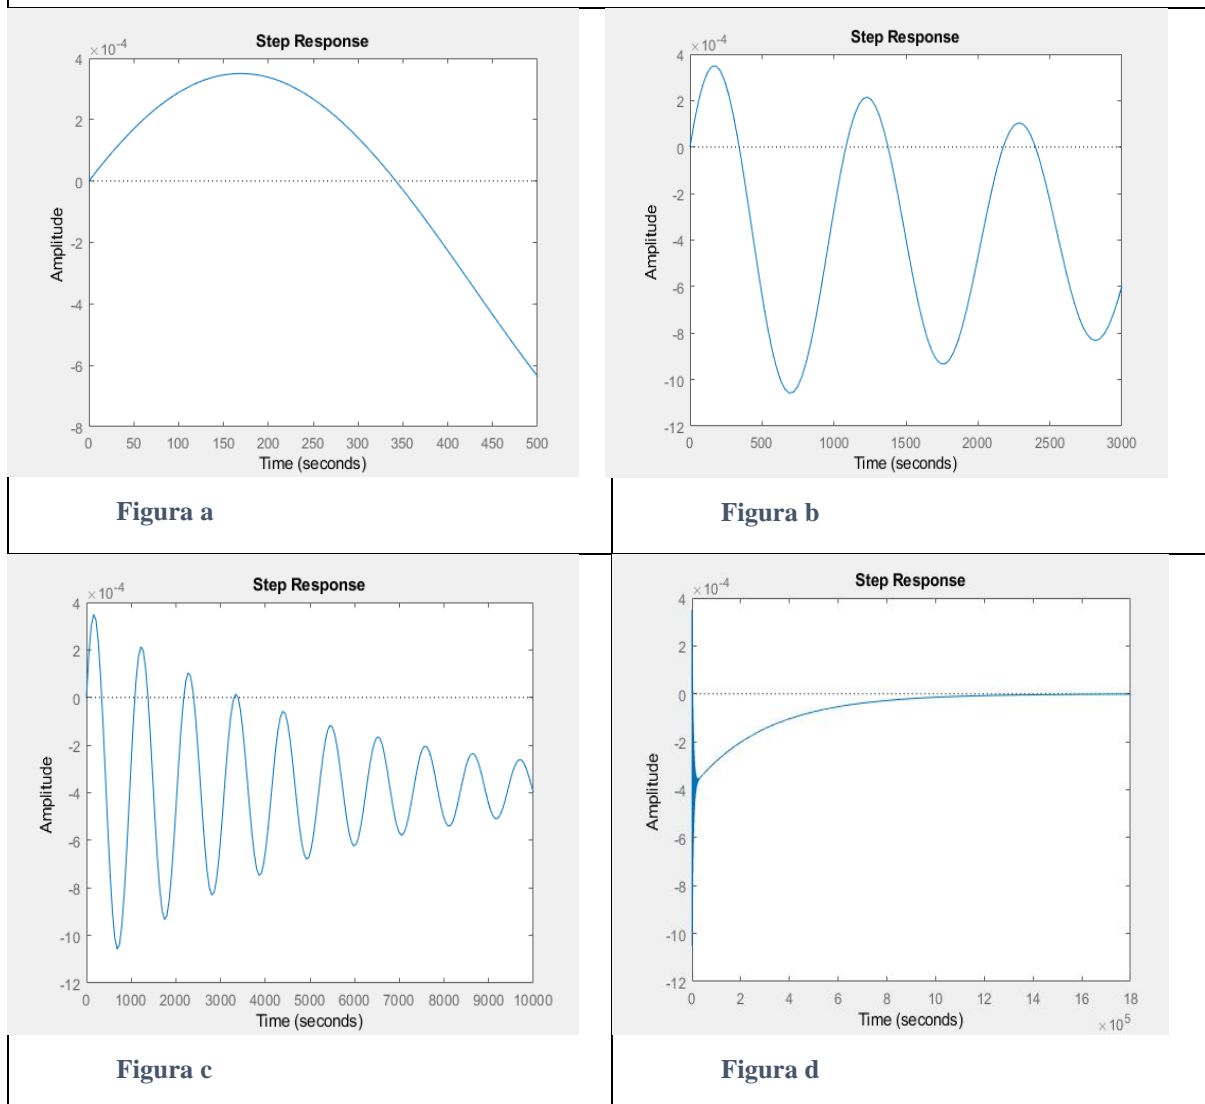 Step Response
×10-4
4
2
0
-2
-4
-6
-8
Amplitude
0 50 100 150 200 250 300 350 400 450 500
Time (seconds)
Figura a
Step Response
×10-4
4
2
0
-2
-4
-6
-8
-10
-12
Amplitude
0 500 1000 1500 2000 2500 3000
Time (seconds)
Figura b
Step Response
×10-4
4
2
0
-2
-4
-6
-8
-10
-12
Amplitude
0 1000 2000 3000 4000 5000 6000 7000 8000 9000 10000
Time (seconds)
Figura c
Step Response
×10-4
4
2
0
-2
-4
-6
-8
-10
-12
Amplitude
0 2 4 6 8 10 12 14 16 18
Time (seconds)
×105
Figura d